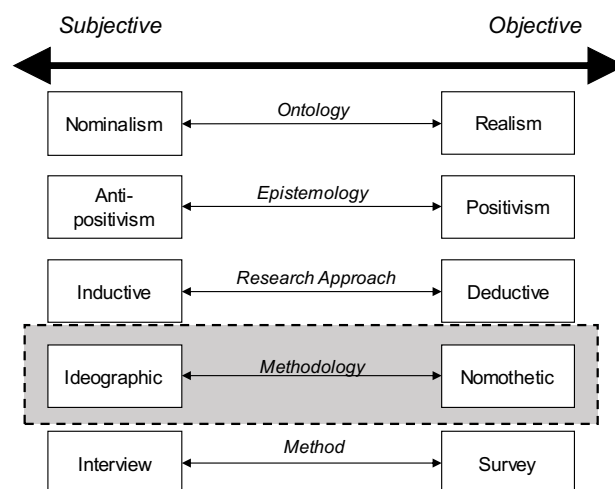 Subjective Objective
Nominalism Ontology Realism
Anti-
positivism Epistemology Positivism
Inductive Research Approach Deductive
Ideographic Methodology Nomothetic
Interview Method Survey